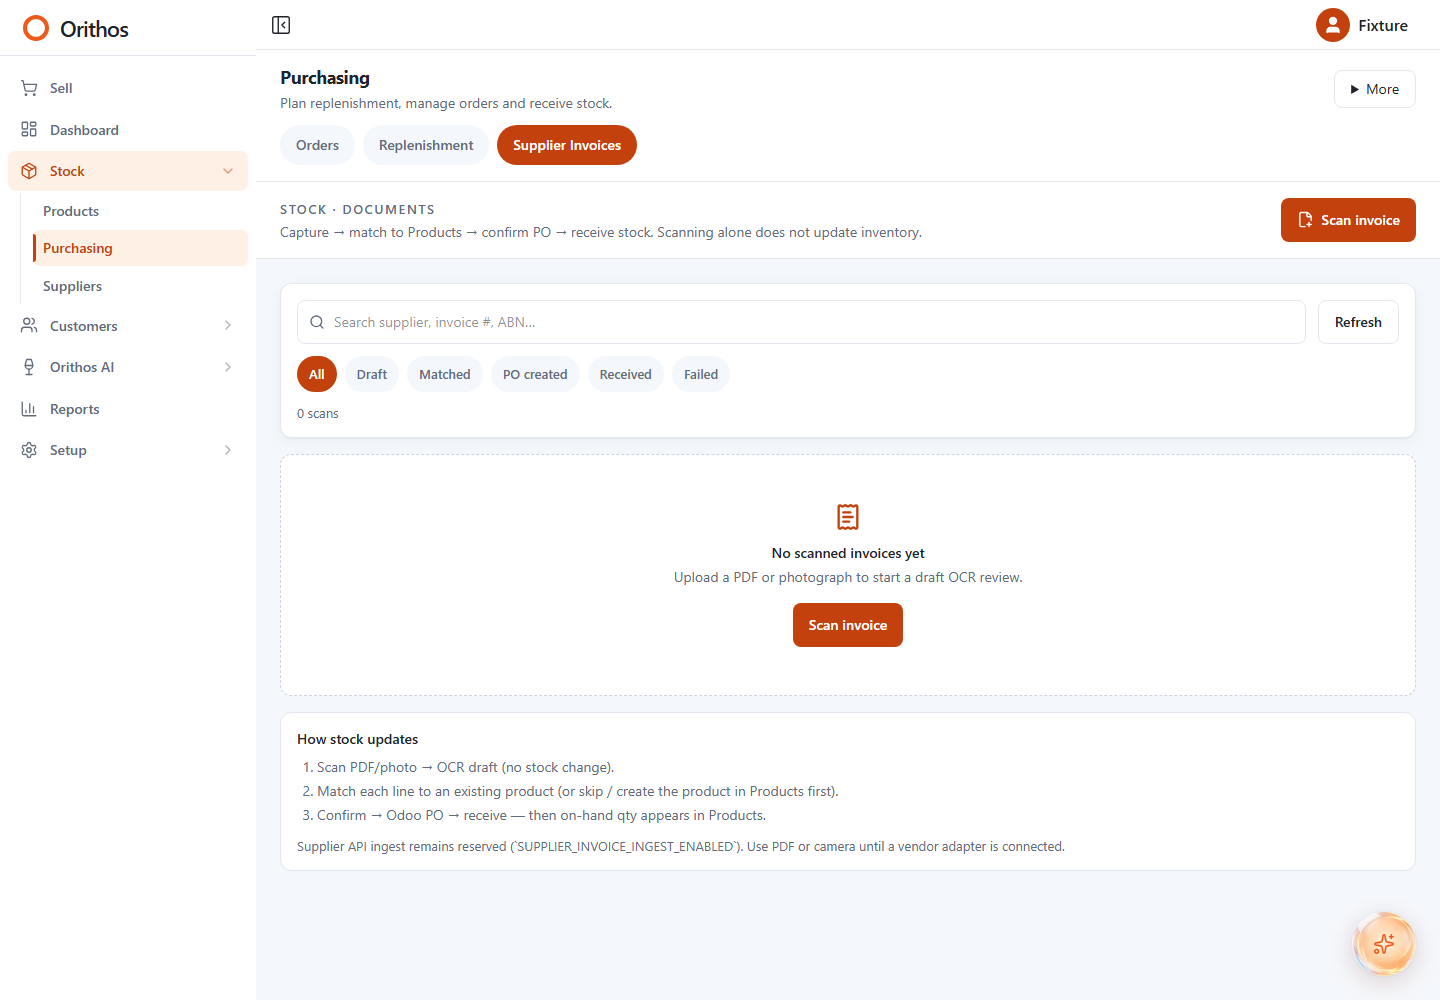 Orithos
Fixture
Sell
Dashboard
Stock
Products
Purchasing
Suppliers
Customers
Orithos AI
Reports
Setup
Purchasing
Plan replenishment, manage orders and receive stock.
More
Orders
Replenishment
Supplier Invoices
STOCK · DOCUMENTS
Capture → match to Products → confirm PO → receive stock. Scanning alone does not update inventory.
Scan invoice
Search supplier, invoice #, ABN...
Refresh
All
Draft
Matched
PO created
Received
Failed
0 scans
No scanned invoices yet
Upload a PDF or photograph to start a draft OCR review.
Scan invoice
How stock updates
1. Scan PDF/photo → OCR draft (no stock change).
2. Match each line to an existing product (or skip / create the product in Products first).
3. Confirm → Odoo PO → receive — then on-hand qty appears in Products.
Supplier API ingest remains reserved (`SUPPLIER_INVOICE_INGEST_ENABLED`). Use PDF or camera until a vendor adapter is connected.